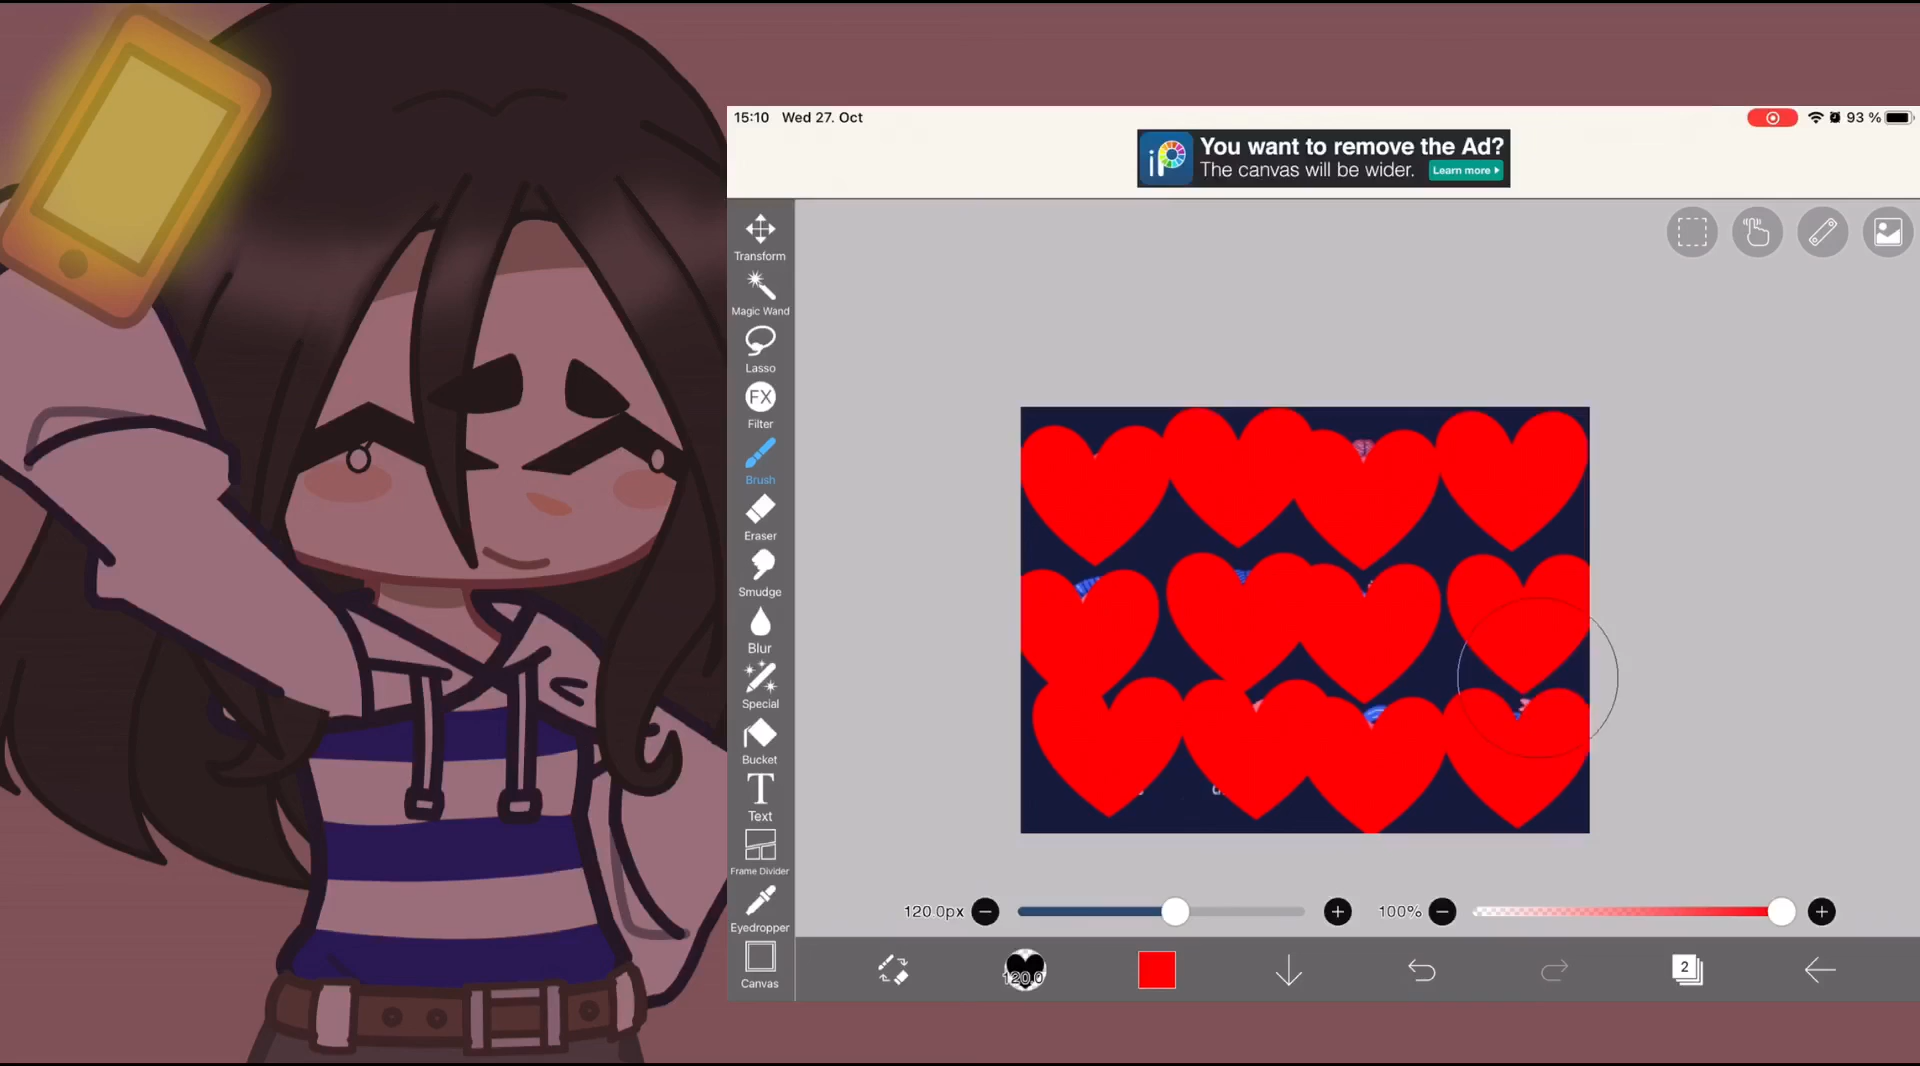 15:10 Wed 27. Oct
93 %
iP
You want to remove the Ad?
The canvas will be wider.
Learn more
Transform
Magic Wand
Lasso
FX
Filter
Brush
Eraser
Smudge
Blur
Special
Bucket
T
Text
Frame Divider
Eyedropper
Canvas
120.0px
100%
120.0
2